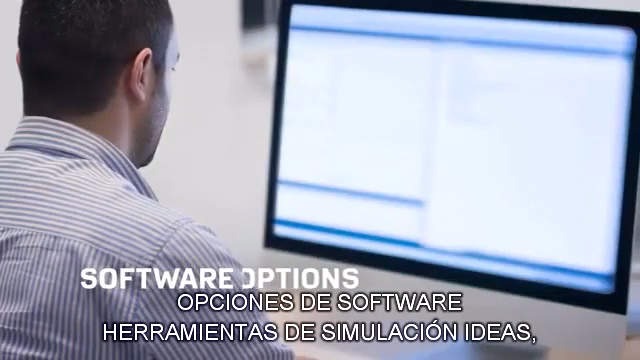 SOFTWARE OPTIONS
OPCIONES DE SOFTWARE
HERRAMIENTAS DE SIMULACIÓN IDEAS,